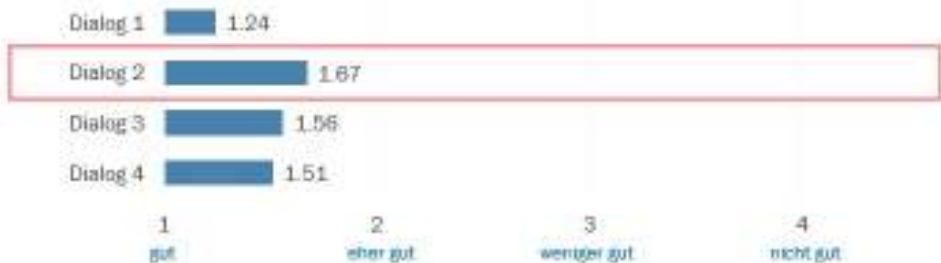 Dialog 1 1.24
Dialog 2 1.67
Dialog 3 1.56
Dialog 4 1.51
1 2 3 4
gut eher gut weniger gut nicht gut